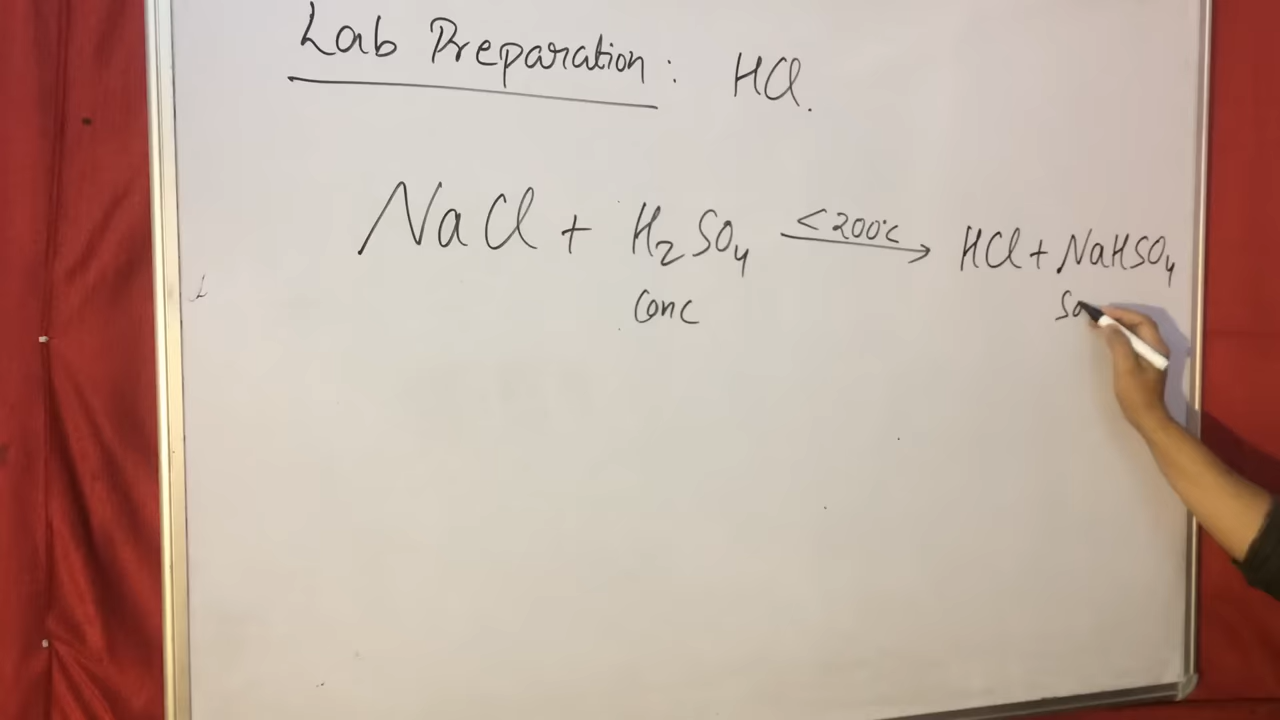 Lab Preparation : HCl.
NaCl + H₂SO₄ <200°C → HCl + NaHSO₄
Conc So